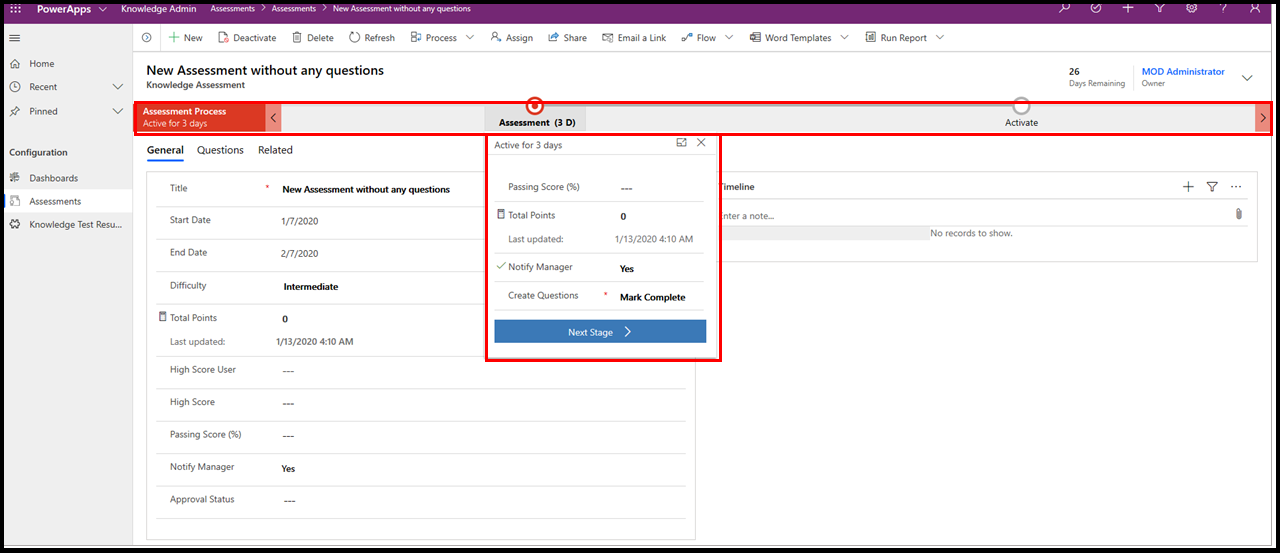 PowerApps Knowledge Admin Assessments > Assessments > New Assessment without any questions
New Deactivate Delete Refresh Process Assign Share Email a Link Flow Word Templates Run Report
Home
Recent
Pinned
Configuration
Dashboards
Assessments
Knowledge Test Resu...
New Assessment without any questions
Knowledge Assessment
26
Days Remaining
MOD Administrator
Owner
Assessment Process
Active for 3 days
Assessment (3 D)
Activate
General Questions Related
Title * New Assessment without any questions
Start Date 1/7/2020
End Date 2/7/2020
Difficulty Intermediate
Total Points 0
Last updated: 1/13/2020 4:10 AM
High Score User ---
High Score ---
Passing Score (%) ---
Notify Manager Yes
Approval Status ---
Active for 3 days
Passing Score (%) ---
Total Points 0
Last updated: 1/13/2020 4:10 AM
Notify Manager Yes
Create Questions * Mark Complete
Next Stage
Timeline
nter a note...
No records to show.